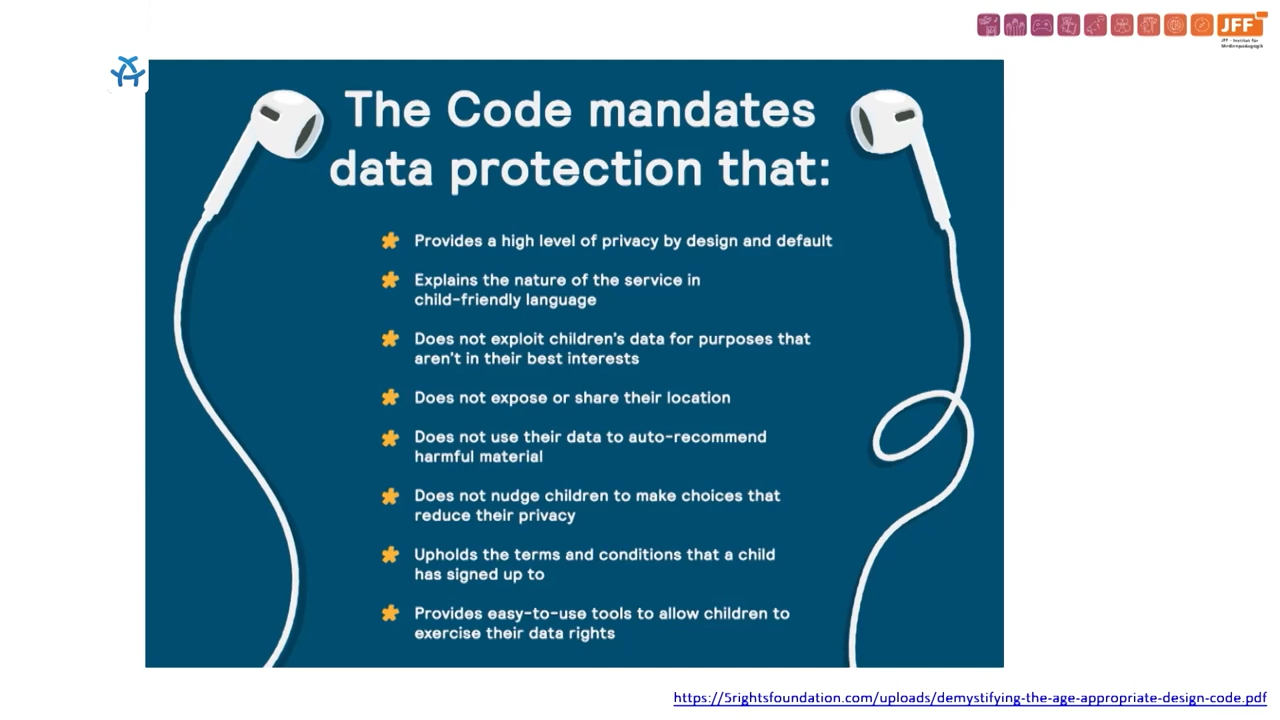 JFF
JFF - Institut für
Medienpädagogik
The Code mandates
data protection that:
Provides a high level of privacy by design and default
Explains the nature of the service in
child-friendly language
Does not exploit children's data for purposes that
aren't in their best interests
Does not expose or share their location
Does not use their data to auto-recommend
harmful material
Does not nudge children to make choices that
reduce their privacy
Upholds the terms and conditions that a child
has signed up to
Provides easy-to-use tools to allow children to
exercise their data rights
https://5rightsfoundation.com/uploads/demystifying-the-age-appropriate-design-code.pdf